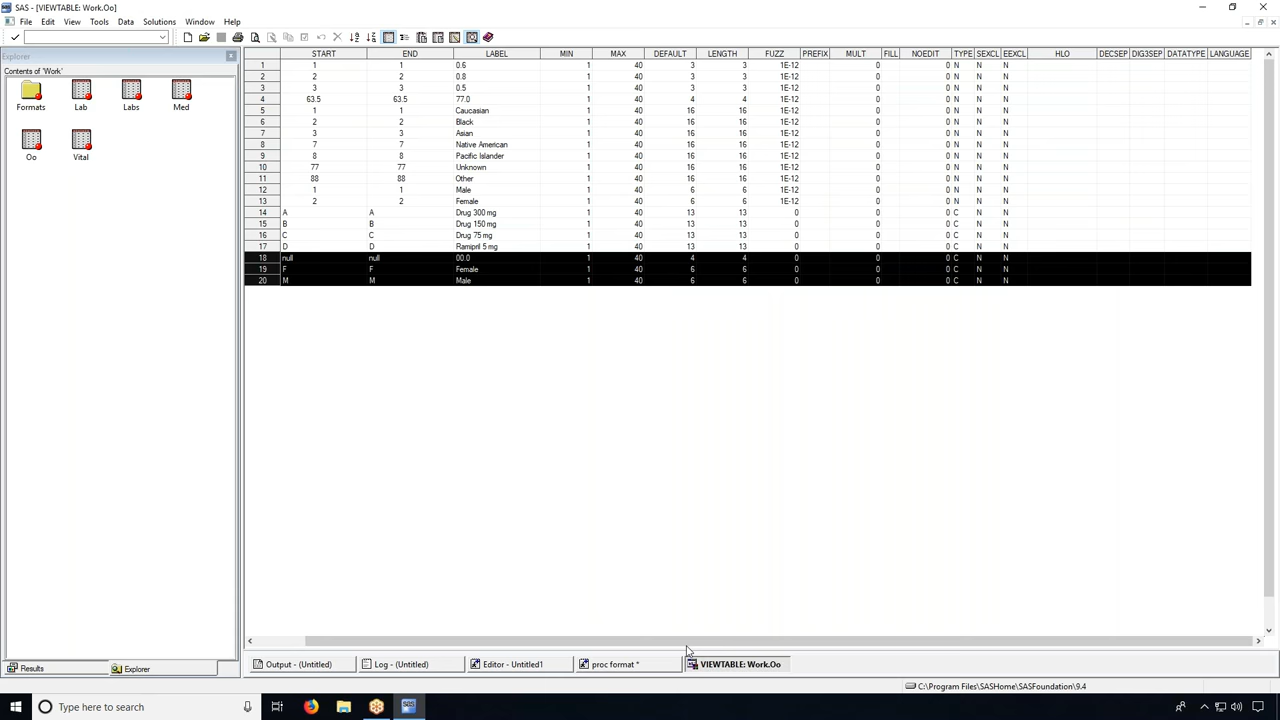 SAS - [VIEWTABLE: Work.Oo]
File Edit View Tools Data Solutions Window Help
Explorer
Contents of 'Work'
Formats Lab Labs Med
Oo Vital
START END LABEL MIN MAX DEFAULT LENGTH FUZZ PREFIX MULT FILL NOEDIT TYPE SEXCL EEXCL HLO DECSEP DIG3SEP DATATYPE LANGUAGE
1 1 1 0.6 1 40 3 3 1E-12 0 0 N N N
2 2 2 0.8 1 40 3 3 1E-12 0 0 N N N
3 3 3 0.5 1 40 3 3 1E-12 0 0 N N N
4 63.5 63.5 77.0 1 40 4 4 1E-12 0 0 N N N
5 1 1 Caucasian 1 40 16 16 1E-12 0 0 N N N
6 2 2 Black 1 40 16 16 1E-12 0 0 N N N
7 3 3 Asian 1 40 16 16 1E-12 0 0 N N N
8 7 7 Native American 1 40 16 16 1E-12 0 0 N N N
9 8 8 Pacific Islander 1 40 16 16 1E-12 0 0 N N N
10 77 77 Unknown 1 40 16 16 1E-12 0 0 N N N
11 88 88 Other 1 40 16 16 1E-12 0 0 N N N
12 1 1 Male 1 40 6 6 1E-12 0 0 N N N
13 2 2 Female 1 40 6 6 1E-12 0 0 N N N
14 A A Drug 300 mg 1 40 13 13 0 0 0 C N N
15 B B Drug 150 mg 1 40 13 13 0 0 0 C N N
16 C C Drug 75 mg 1 40 13 13 0 0 0 C N N
17 D D Ramipril 5 mg 1 40 13 13 0 0 0 C N N
18 null null 00.0 1 40 4 4 0 0 0 C N N
19 F F Female 1 40 6 6 0 0 0 C N N
20 M M Male 1 40 6 6 0 0 0 C N N
Results Explorer
Output - (Untitled) Log - (Untitled) Editor - Untitled1 proc format * VIEWTABLE: Work.Oo
C:\Program Files\SASHome\SASFoundation\9.4
Type here to search